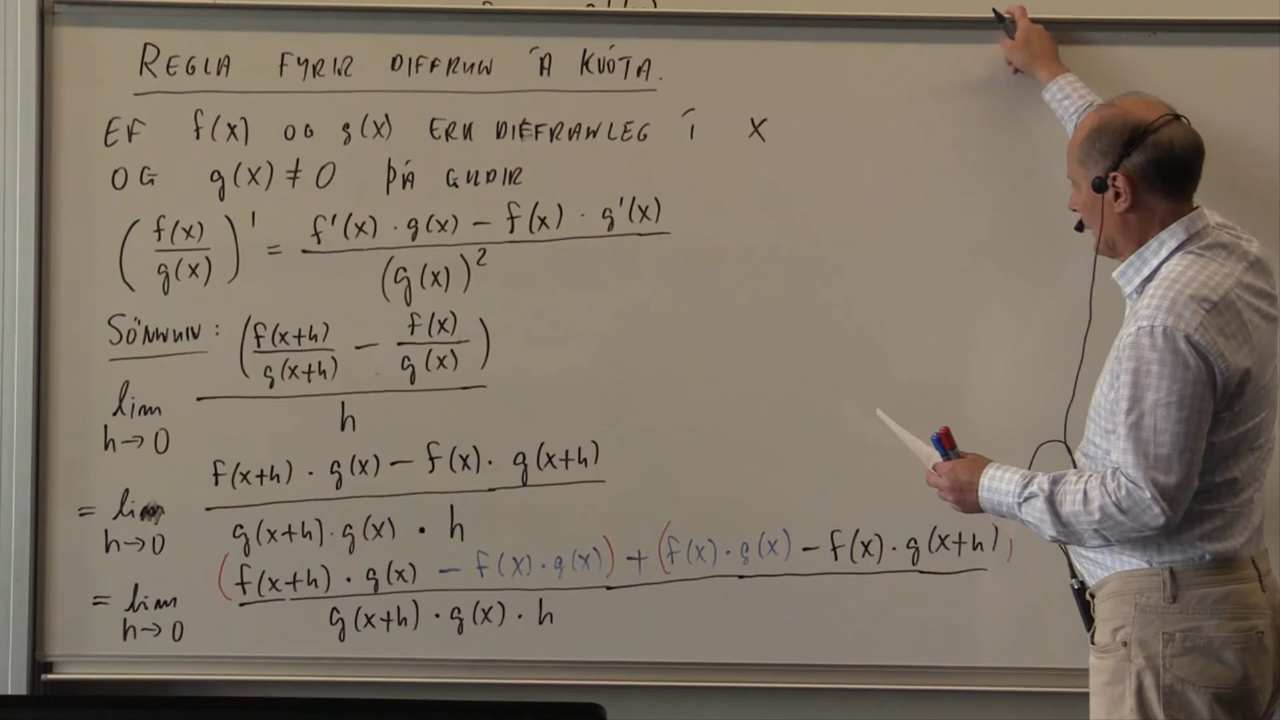 REGLA FYRIR DIFFRUN Á KVÓTA.
EF f(x) OG g(x) ERU DIFFRANLEG Í X
OG g(x) ≠ 0 ÞÁ GILDIR
(f(x)/g(x))' = (f'(x) · g(x) − f(x) · g'(x)) / (g(x))²
SÖNNUN: lim h→0 (f(x+h)/g(x+h) − f(x)/g(x)) / h
= lim h→0 (f(x+h) · g(x) − f(x) · g(x+h)) / (g(x+h) · g(x) · h)
= lim h→0 ((f(x+h) · g(x) − f(x) · g(x)) + (f(x) · g(x) − f(x) · g(x+h))) / (g(x+h) · g(x) · h)